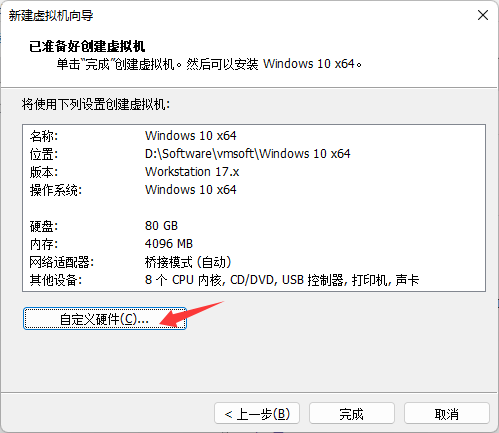 新建虚拟机向导
已准备好创建虚拟机
单击“完成”创建虚拟机。然后可以安装 Windows 10 x64。
将使用下列设置创建虚拟机:
名称: Windows 10 x64
位置: D:\Software\vmsoft\Windows 10 x64
版本: Workstation 17.x
操作系统: Windows 10 x64
硬盘: 80 GB
内存: 4096 MB
网络适配器: 桥接模式 (自动)
其他设备: 8 个 CPU 内核, CD/DVD, USB 控制器, 打印机, 声卡
自定义硬件(C)...
< 上一步(B) 完成 取消